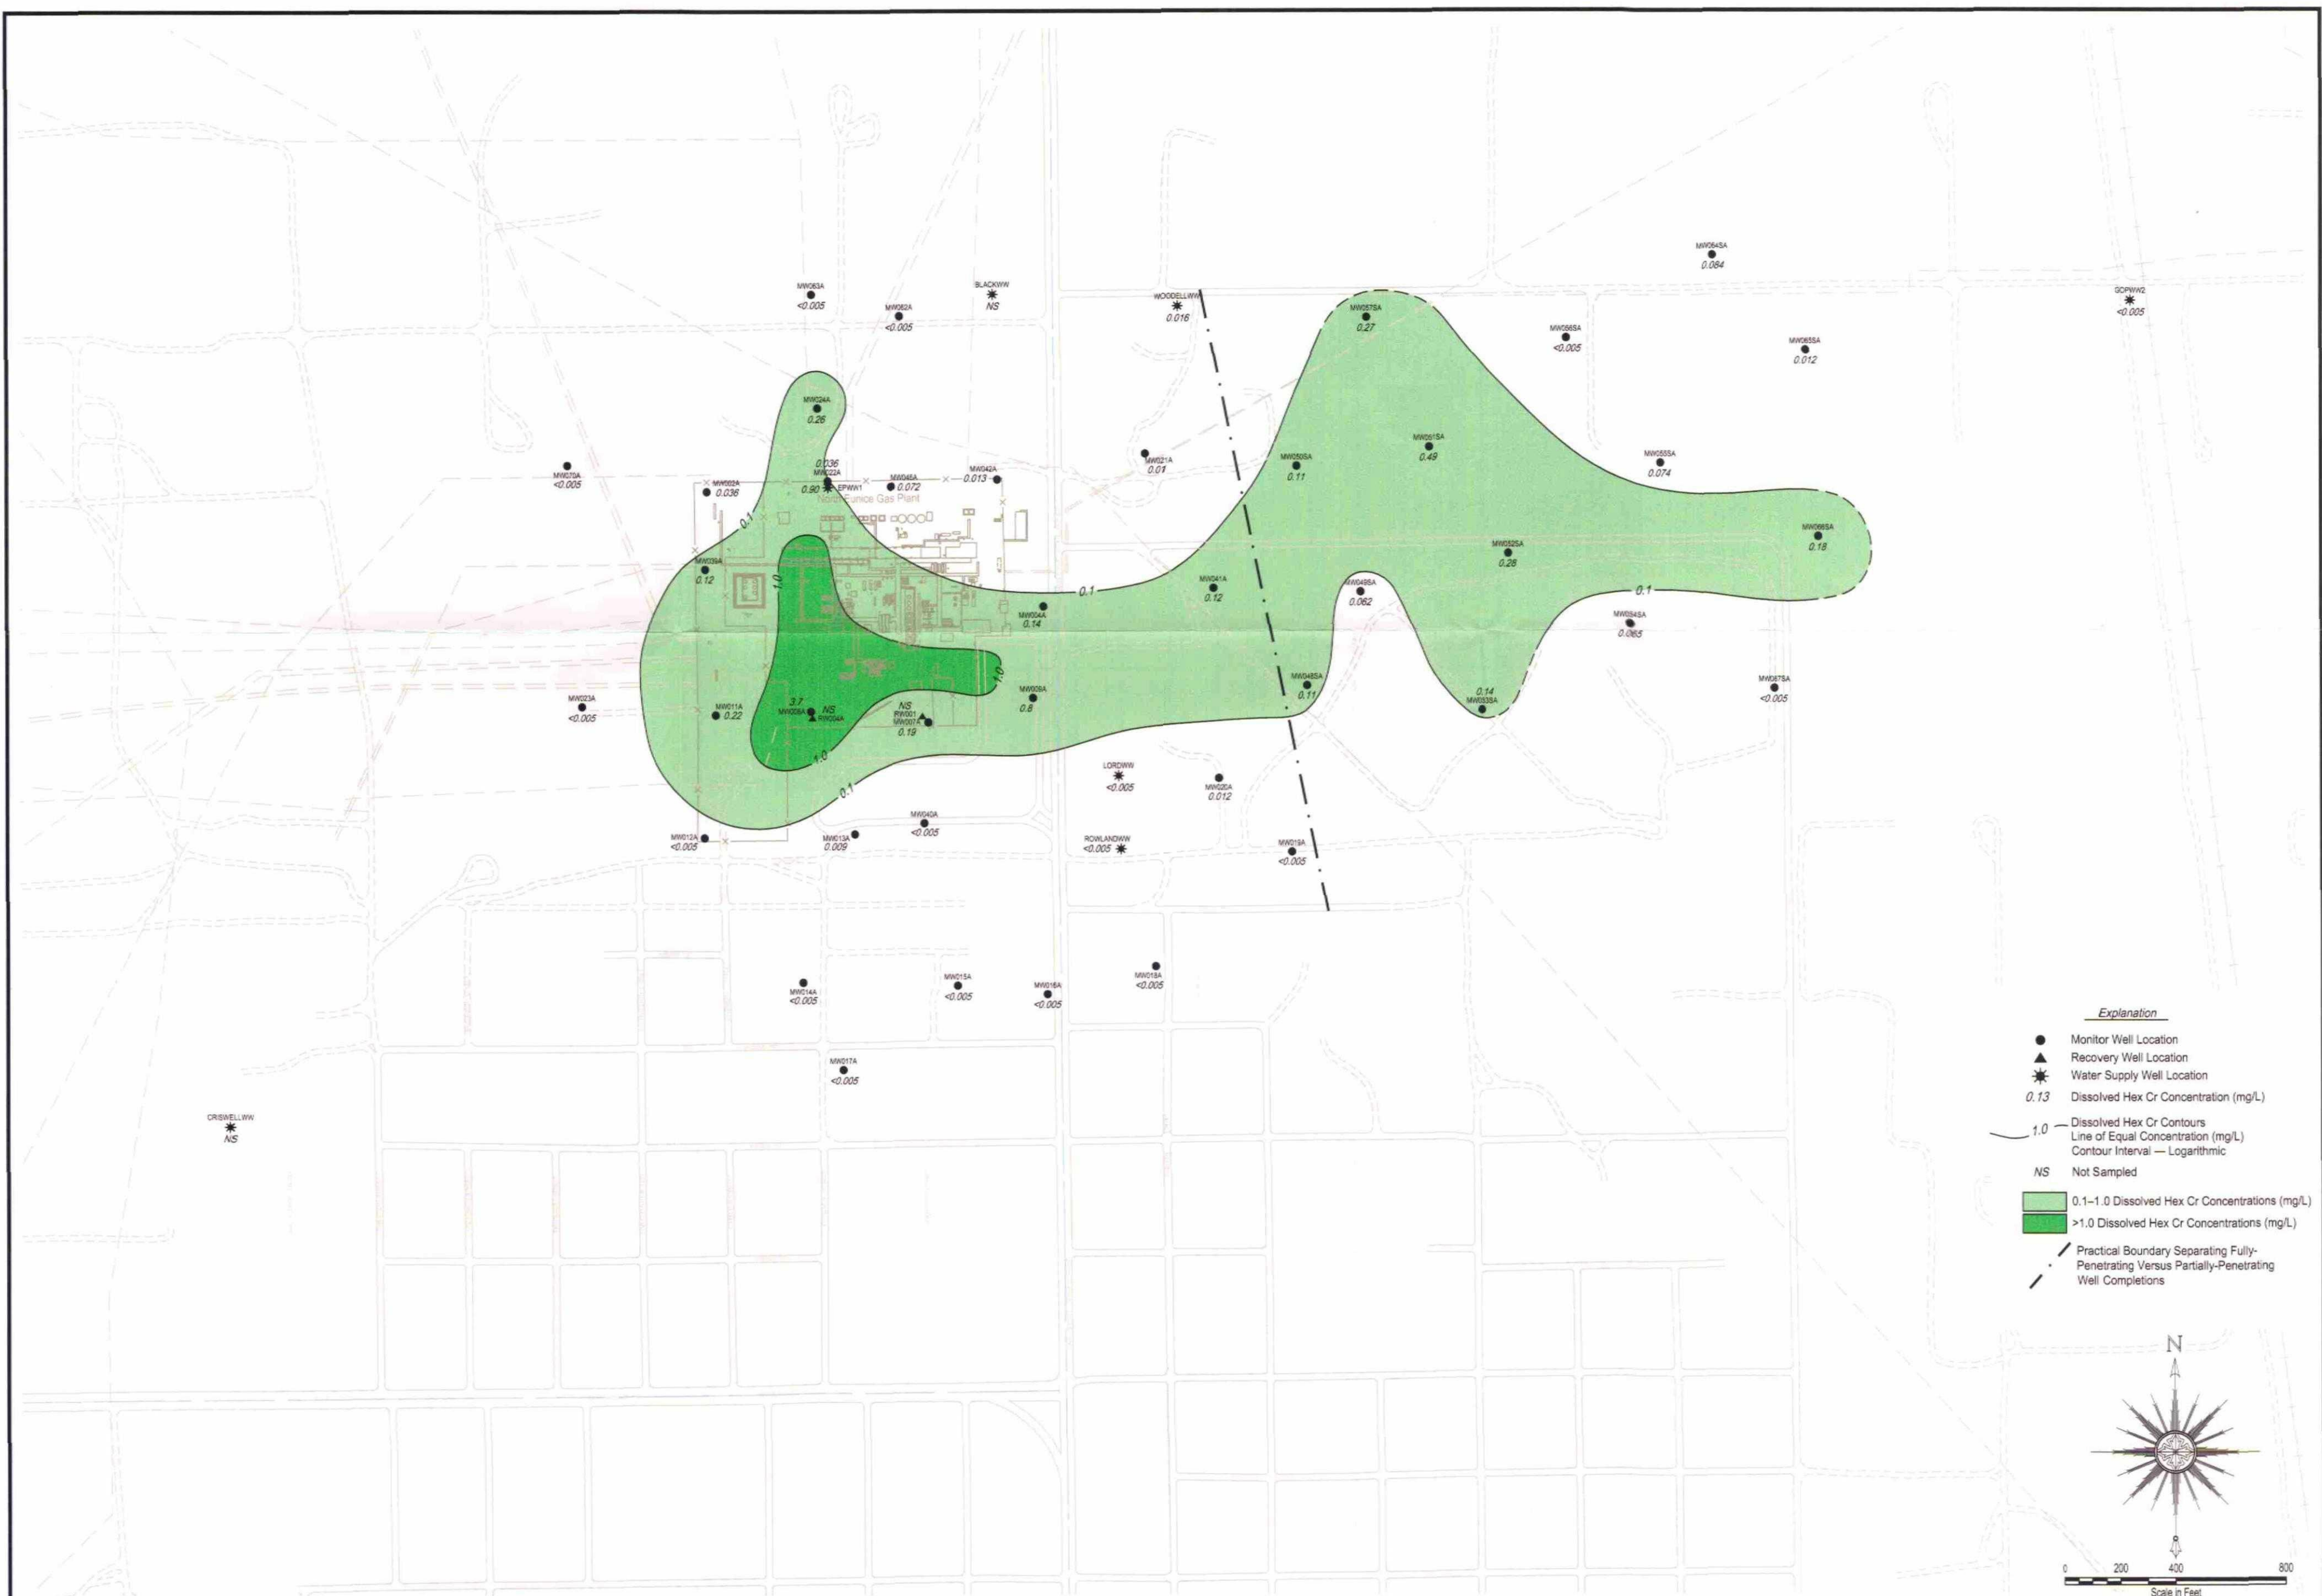 MW064SA
0.084
MW063A
<0.005
BLACKWW
NS
WOODELLWW
0.016
MW062A
<0.005
MW057SA
0.27
MW056SA
<0.005
MW065SA
0.012
<0.005
MW024A
0.26
MW070A
<0.005
MW002A
0.036
0.036
MW022A
0.90
EPWW1
0.072
MW042A
0.013
North Eunice Gas Plant
MW021A
0.01
MW050SA
0.11
MW051SA
0.49
MW055SA
0.074
0.1
MW039A
0.12
1.0
MW004A
0.14
0.1
MW041A
0.12
MW049SA
0.062
MW052SA
0.28
0.18
0.1
MW054SA
0.065
MW023A
<0.005
MW011A
0.22
3.7
NS
RW004A
NS
RW001
MW007A
0.19
1.0
0.8
MW048SA
0.11
0.14
MW053SA
<0.005
1.0
0.1
LORDWW
<0.005
MW020A
0.012
MW012A
<0.005
MW013A
0.009
MW040A
<0.005
ROWLANDWW
<0.005
MW019A
<0.005
MW014A
<0.005
MW015A
<0.005
MW016A
<0.005
MW018A
<0.005
MW017A
<0.005
CRISWELLWW
NS
Explanation
Monitor Well Location
Recovery Well Location
Water Supply Well Location
0.13 Dissolved Hex Cr Concentration (mg/L)
1.0 Dissolved Hex Cr Contours
Line of Equal Concentration (mg/L)
Contour Interval — Logarithmic
NS Not Sampled
0.1–1.0 Dissolved Hex Cr Concentrations (mg/L)
>1.0 Dissolved Hex Cr Concentrations (mg/L)
Practical Boundary Separating Fully-
Penetrating Versus Partially-Penetrating
Well Completions
N
0 200 400 800
Scale in Feet